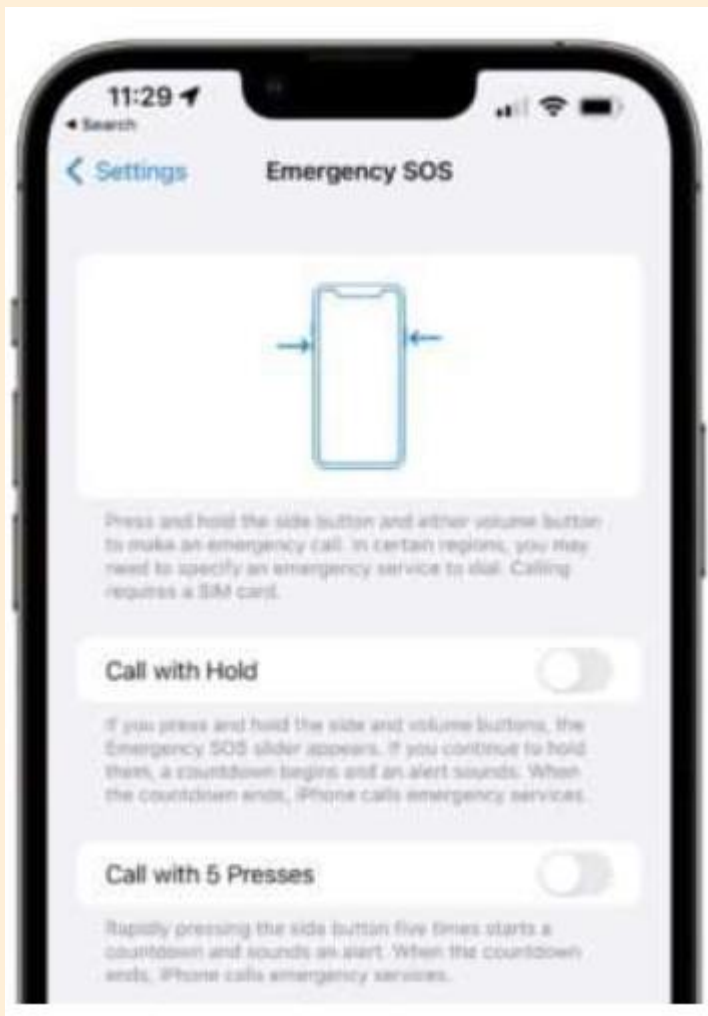 11:29
Search
Settings
Emergency SOS
Press and hold the side button and either volume button
to make an emergency call. In certain regions, you may
need to specify an emergency service to dial. Calling
requires a SIM card.
Call with Hold
If you press and hold the side and volume buttons, the
Emergency SOS slider appears. If you continue to hold
them, a countdown begins and an alert sounds. When
the countdown ends, iPhone calls emergency services.
Call with 5 Presses
Rapidly pressing the side button five times starts a
countdown and sounds an alert. When the countdown
ends, iPhone calls emergency services.